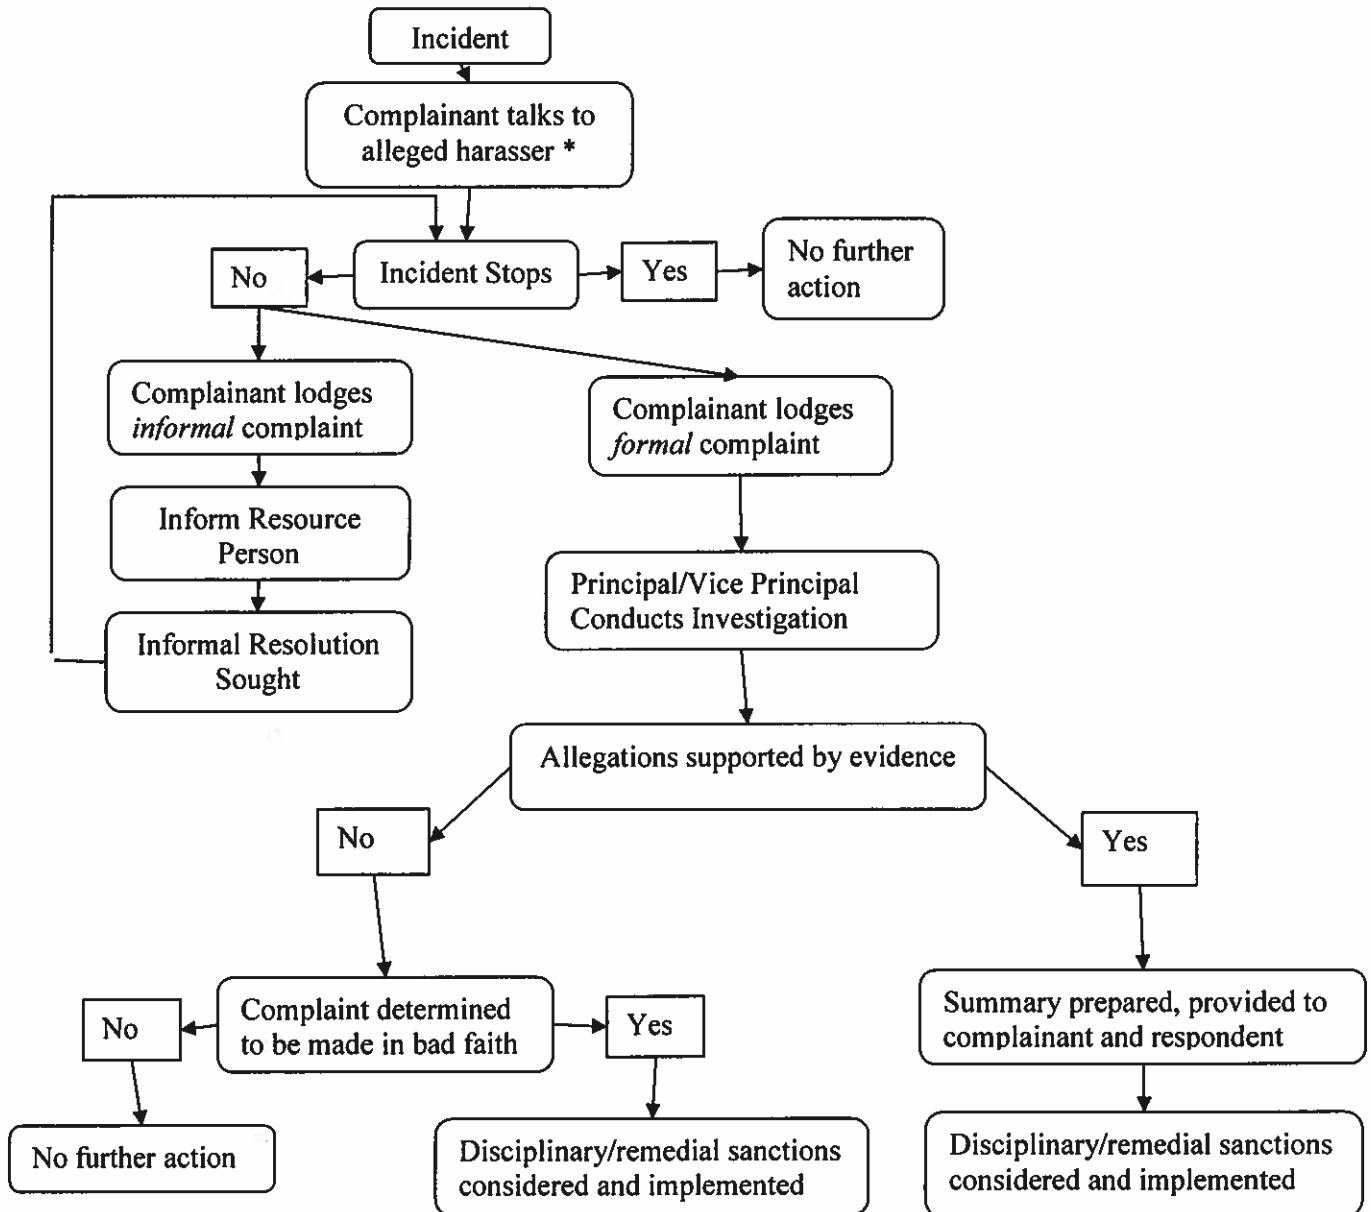 Incident
Complainant talks to
alleged harasser *
No
Incident Stops
Yes
No further
action
Complainant lodges
informal complaint
Complainant lodges
formal complaint
Inform Resource
Person
Principal/Vice Principal
Conducts Investigation
Informal Resolution
Sought
Allegations supported by evidence
No
Yes
No
Complaint determined
to be made in bad faith
Yes
Summary prepared, provided to
complainant and respondent
No further action
Disciplinary/remedial sanctions
considered and implemented
Disciplinary/remedial sanctions
considered and implemented